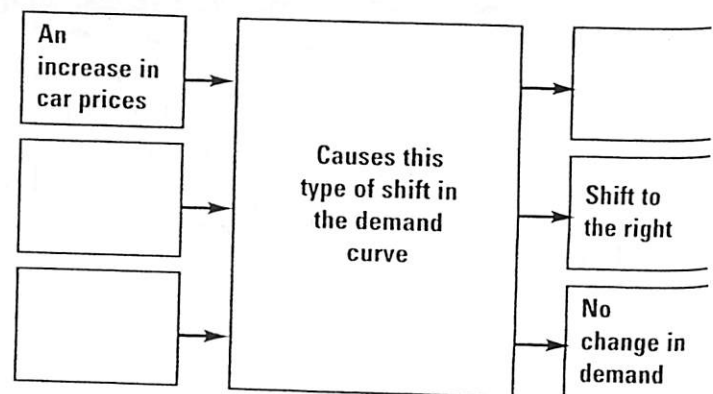 An
increase in
car prices
Causes this
type of shift in
the demand
curve
Shift to
the right
No
change in
demand